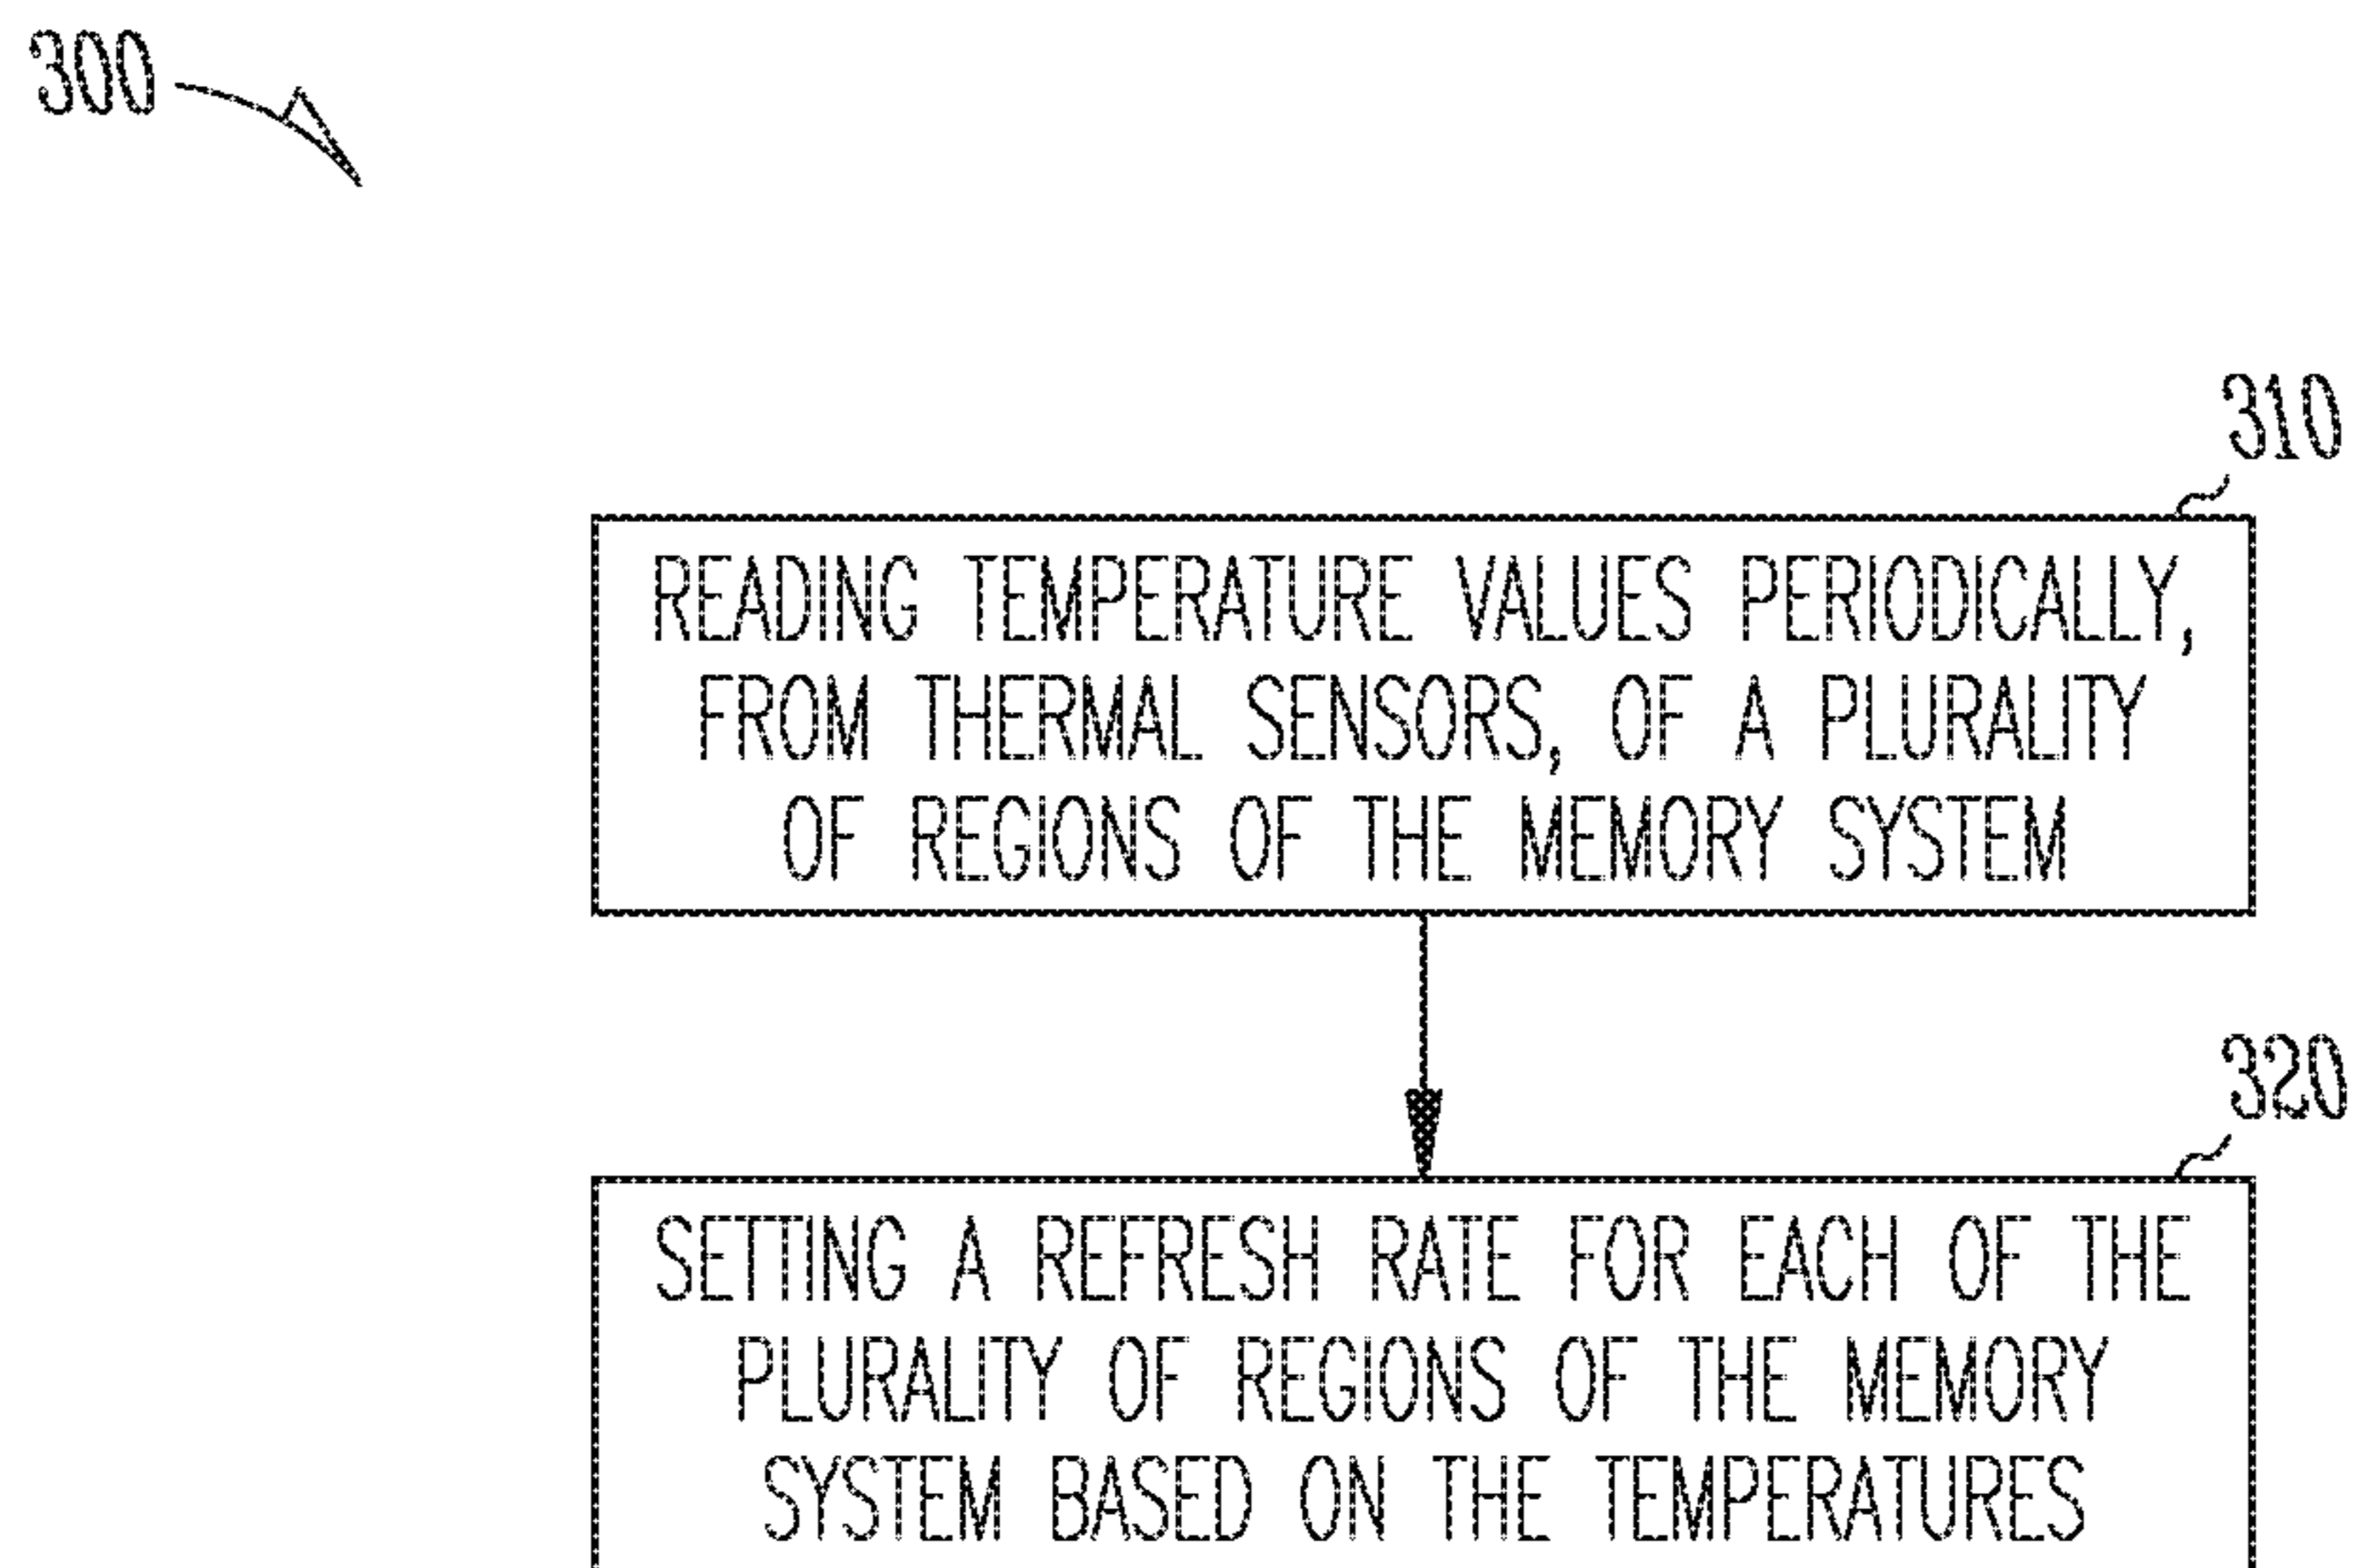 300
310
READING TEMPERATURE VALUES PERIODICALLY,
FROM THERMAL SENSORS, OF A PLURALITY
OF REGIONS OF THE MEMORY SYSTEM
320
SETTING A REFRESH RATE FOR EACH OF THE
PLURALITY OF REGIONS OF THE MEMORY
SYSTEM BASED ON THE TEMPERATURES